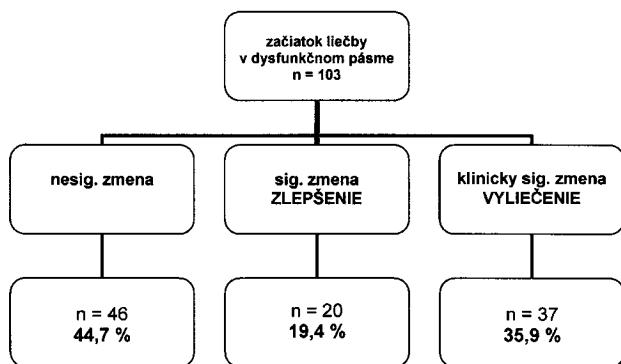 začiatok liečby
v dysfunkčnom pásme
n = 103
nesig. zmena
sig. zmena
ZLEPŠENIE
klinicky sig. zmena
VYLIEČENIE
n = 46
44,7 %
n = 20
19,4 %
n = 37
35,9 %